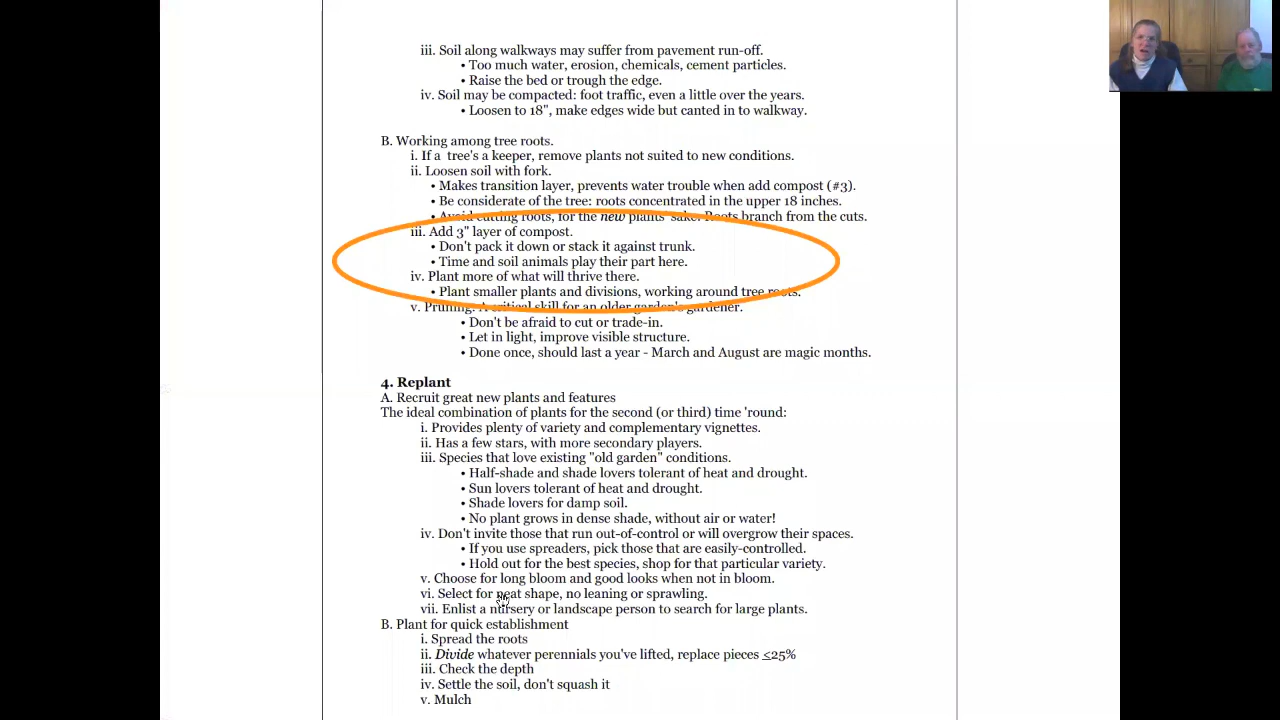 iii. Soil along walkways may suffer from pavement run-off.
• Too much water, erosion, chemicals, cement particles.
• Raise the bed or trough the edge.
iv. Soil may be compacted: foot traffic, even a little over the years.
• Loosen to 18", make edges wide but canted in to walkway.
B. Working among tree roots.
i. If a tree's a keeper, remove plants not suited to new conditions.
ii. Loosen soil with fork.
• Makes transition layer, prevents water trouble when add compost (#3).
• Be considerate of the tree: roots concentrated in the upper 18 inches.
• Avoid cutting roots, for the new plants' sake. Roots branch from the cuts.
iii. Add 3" layer of compost.
• Don't pack it down or stack it against trunk.
• Time and soil animals play their part here.
iv. Plant more of what will thrive there.
• Plant smaller plants and divisions, working around tree roots.
v. Pruning: A critical skill for an older garden's gardener.
• Don't be afraid to cut or trade-in.
• Let in light, improve visible structure.
• Done once, should last a year - March and August are magic months.
4. Replant
A. Recruit great new plants and features
The ideal combination of plants for the second (or third) time 'round:
i. Provides plenty of variety and complementary vignettes.
ii. Has a few stars, with more secondary players.
iii. Species that love existing "old garden" conditions.
• Half-shade and shade lovers tolerant of heat and drought.
• Sun lovers tolerant of heat and drought.
• Shade lovers for damp soil.
• No plant grows in dense shade, without air or water!
iv. Don't invite those that run out-of-control or will overgrow their spaces.
• If you use spreaders, pick those that are easily-controlled.
• Hold out for the best species, shop for that particular variety.
v. Choose for long bloom and good looks when not in bloom.
vi. Select for neat shape, no leaning or sprawling.
vii. Enlist a nursery or landscape person to search for large plants.
B. Plant for quick establishment
i. Spread the roots
ii. Divide whatever perennials you've lifted, replace pieces ≤25%
iii. Check the depth
iv. Settle the soil, don't squash it
v. Mulch